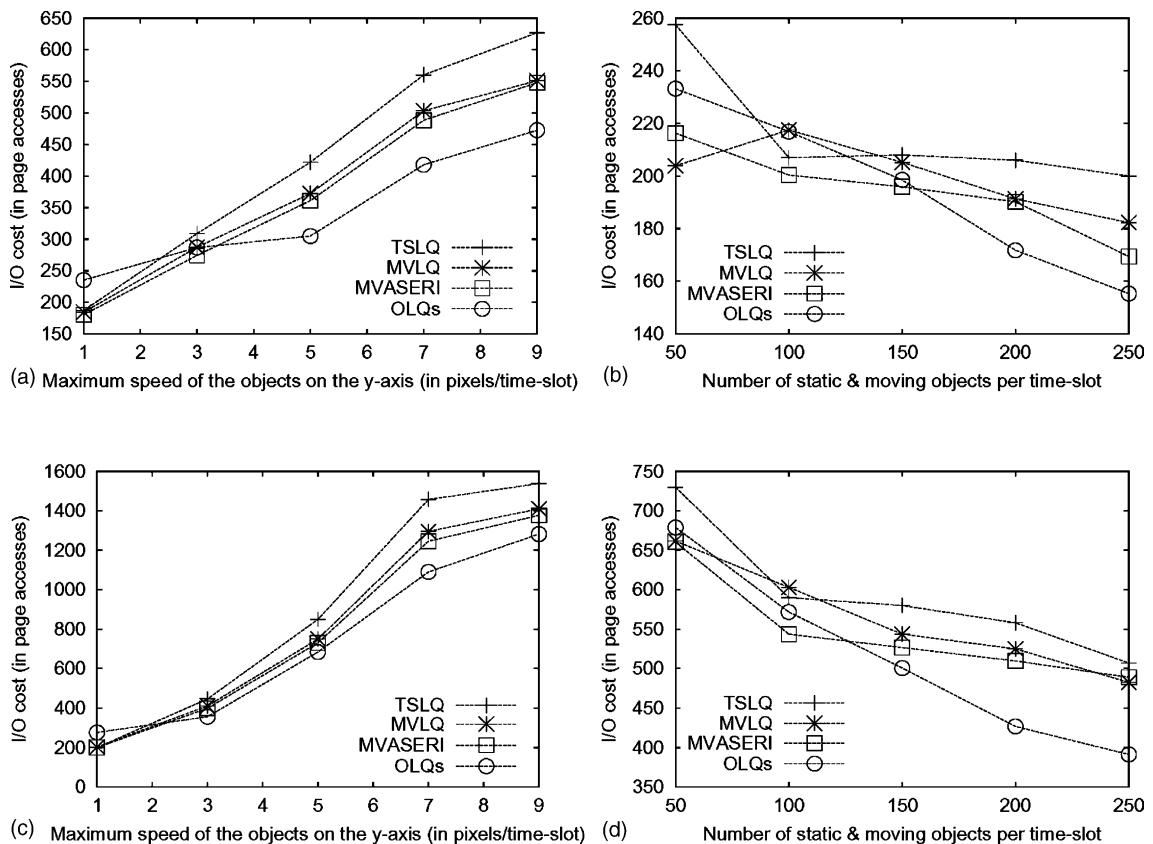 650
600
550
500
450
400
350
300
250
200
150
I/O cost (in page accesses)
TSLQ
MVLQ
MVASERI
OLQs
1 2 3 4 5 6 7 8 9
(a) Maximum speed of the objects on the y-axis (in pixels/time-slot)
260
240
220
200
180
160
140
I/O cost (in page accesses)
TSLQ
MVLQ
MVASERI
OLQs
50 100 150 200 250
(b) Number of static & moving objects per time-slot
1600
1400
1200
1000
800
600
400
200
0
I/O cost (in page accesses)
TSLQ
MVLQ
MVASERI
OLQs
1 2 3 4 5 6 7 8 9
(c) Maximum speed of the objects on the y-axis (in pixels/time-slot)
750
700
650
600
550
500
450
400
350
I/O cost (in page accesses)
TSLQ
MVLQ
MVASERI
OLQs
50 100 150 200 250
(d) Number of static & moving objects per time-slot